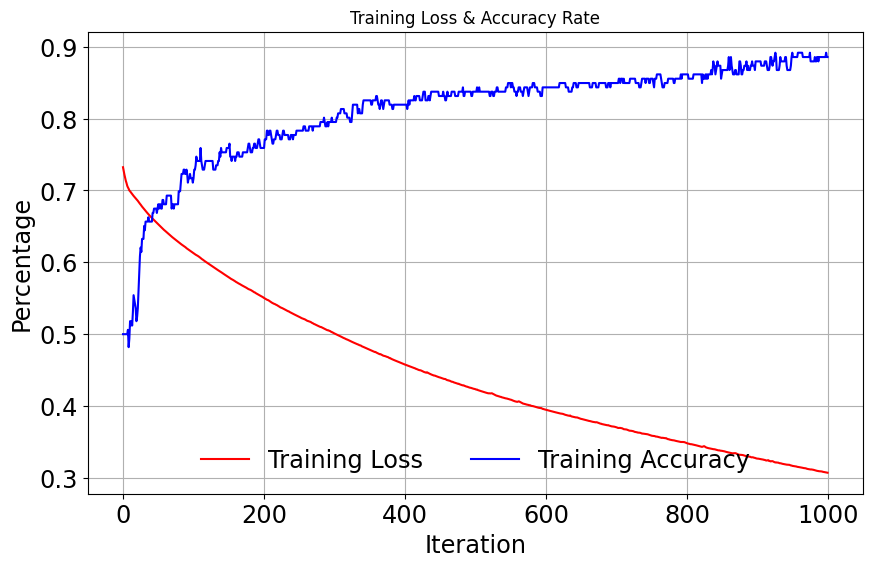 Training Loss & Accuracy Rate
0.9
0.8
0.7
0.6
0.5
0.4
0.3
Percentage
Training Loss
Training Accuracy
0 200 400 600 800 1000
Iteration